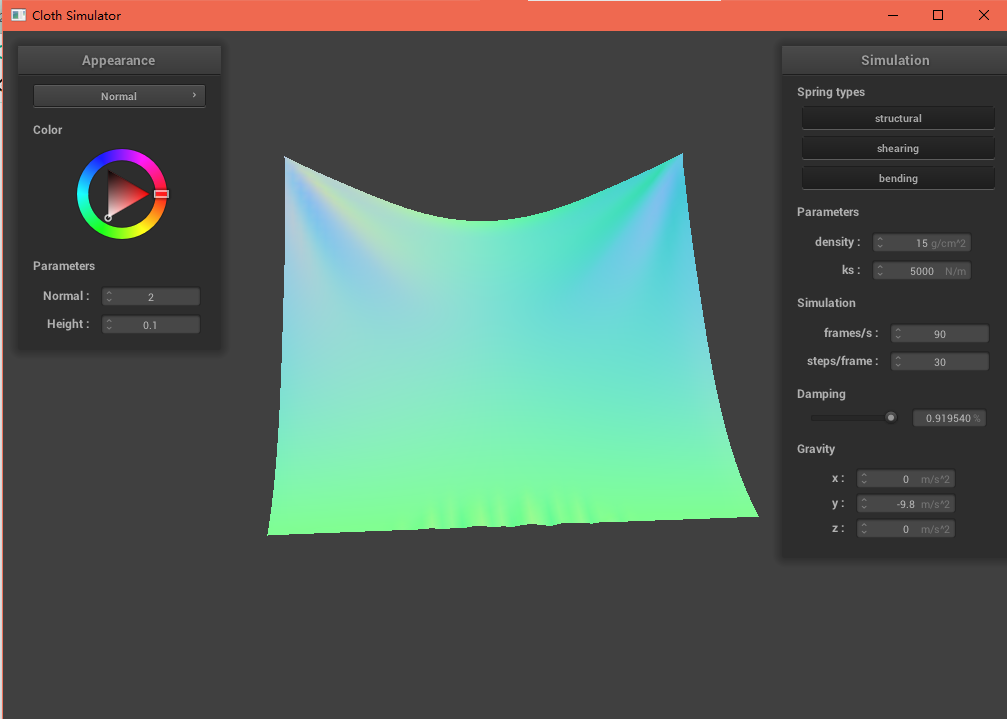 Cloth Simulator
Appearance
Normal
Color
Parameters
Normal : 2
Height : 0.1
Simulation
Spring types
structural
shearing
bending
Parameters
density : 15 g/cm^2
ks : 5000 N/m
Simulation
frames/s : 90
steps/frame : 30
Damping
0.919540 %
Gravity
x : 0 m/s^2
y : -9.8 m/s^2
z : 0 m/s^2